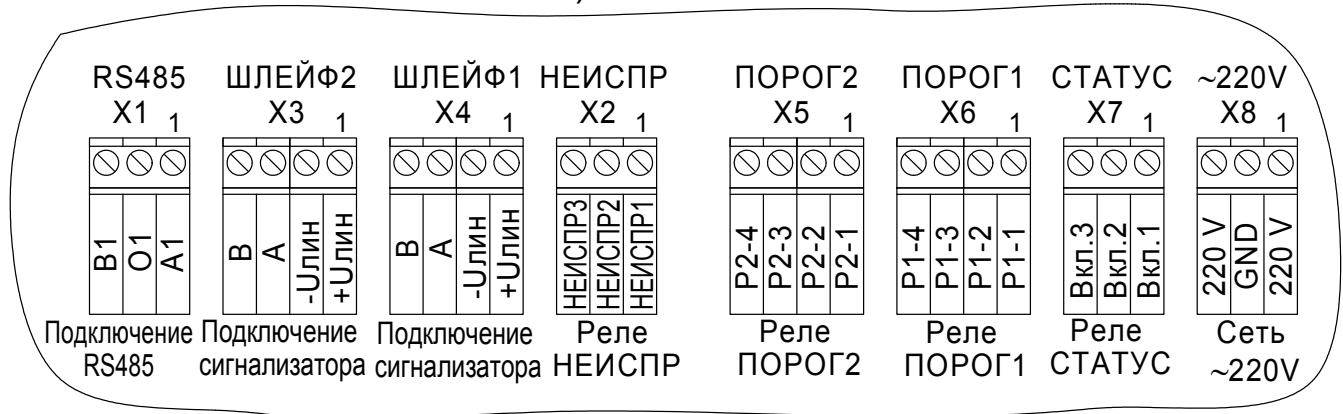 RS485 ШЛЕЙФ2 ШЛЕЙФ1 НЕИСПР ПОРОГ2 ПОРОГ1 СТАТУС ~220V
X1 1 X3 1 X4 1 X2 1 X5 1 X6 1 X7 1 X8 1
B1 O1 A1 B A -Uлин +Uлин B A -Uлин +Uлин НЕИСПР3 НЕИСПР2 НЕИСПР1 P2-4 P2-3 P2-2 P2-1 P1-4 P1-3 P1-2 P1-1 Вкл.3 Вкл.2 Вкл.1 220 V GND 220 V
Подключение Подключение Подключение Реле Реле Реле Реле Сеть
RS485 сигнализатора сигнализатора НЕИСПР ПОРОГ2 ПОРОГ1 СТАТУС ~220V